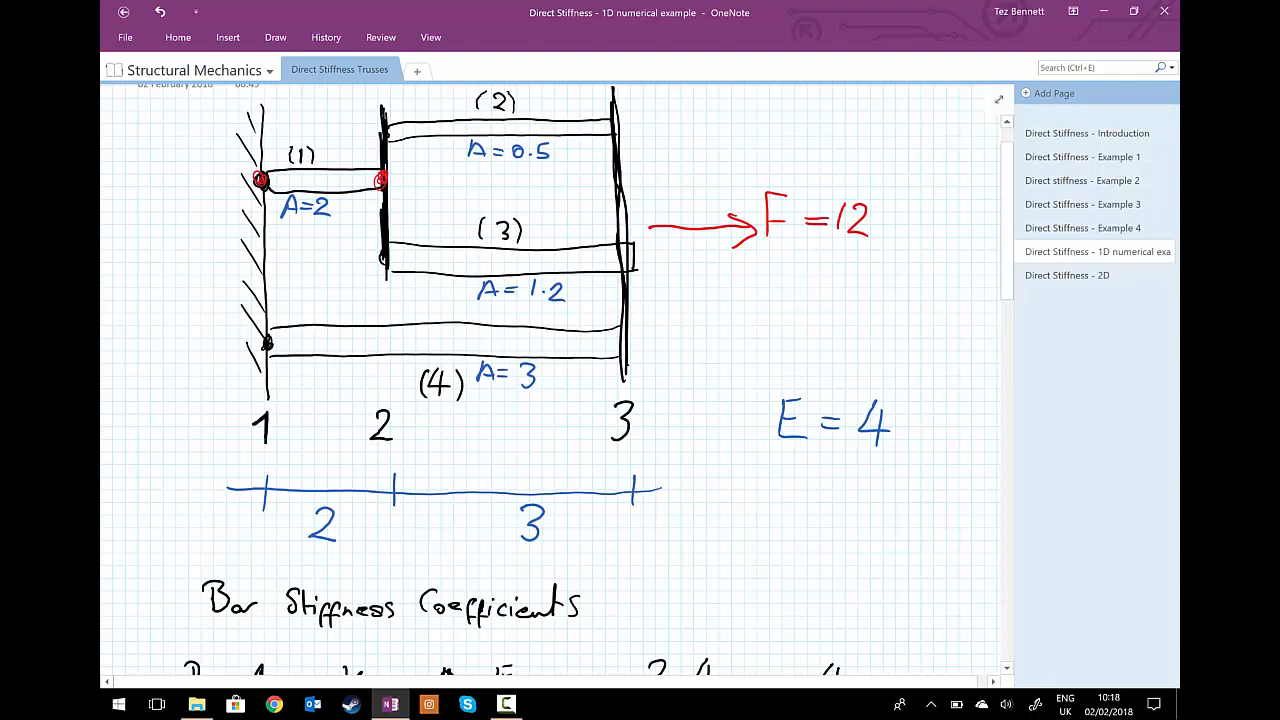 Direct Stiffness - 1D numerical example - OneNote
Tez Bennett
File Home Insert Draw History Review View
Structural Mechanics
Direct Stiffness Trusses
+
Search (Ctrl+E)
02 February 2018
Add Page
Direct Stiffness - Introduction
Direct Stiffness - Example 1
Direct Stiffness - Example 2
Direct Stiffness - Example 3
Direct Stiffness - Example 4
Direct Stiffness - 1D numerical exa
Direct Stiffness - 2D
(2)
A = 0.5
(1)
A=2
(3)
F = 12
A = 1.2
(4) A= 3
1 2 3
E = 4
2 3
Bar Stiffness Coefficients
ENG
UK
10:18
02/02/2018